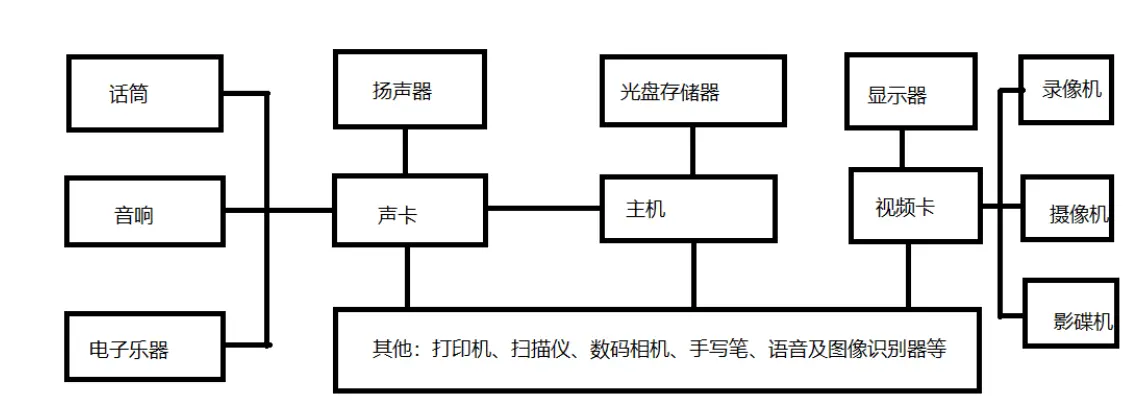 话筒
扬声器
光盘存储器
显示器
录像机
音响
声卡
主机
视频卡
摄像机
电子乐器
其他：打印机、扫描仪、数码相机、手写笔、语音及图像识别器等
影碟机